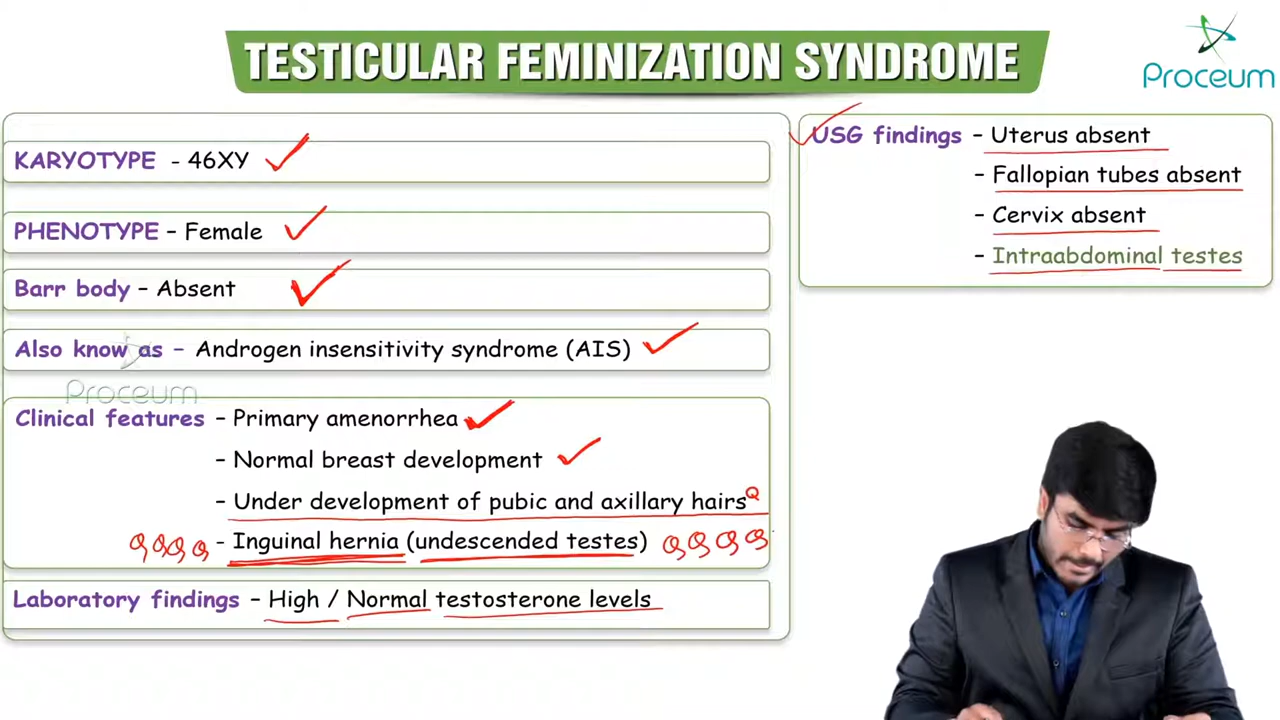 TESTICULAR FEMINIZATION SYNDROME
Proceum
KARYOTYPE - 46XY
PHENOTYPE – Female
Barr body – Absent
Also know as – Androgen insensitivity syndrome (AIS)
Proceum
Clinical features – Primary amenorrhea
– Normal breast development
– Under development of pubic and axillary hairs Q
QQQQ - Inguinal hernia (undescended testes) QQQQ
Laboratory findings – High / Normal testosterone levels
USG findings – Uterus absent
– Fallopian tubes absent
– Cervix absent
– Intraabdominal testes